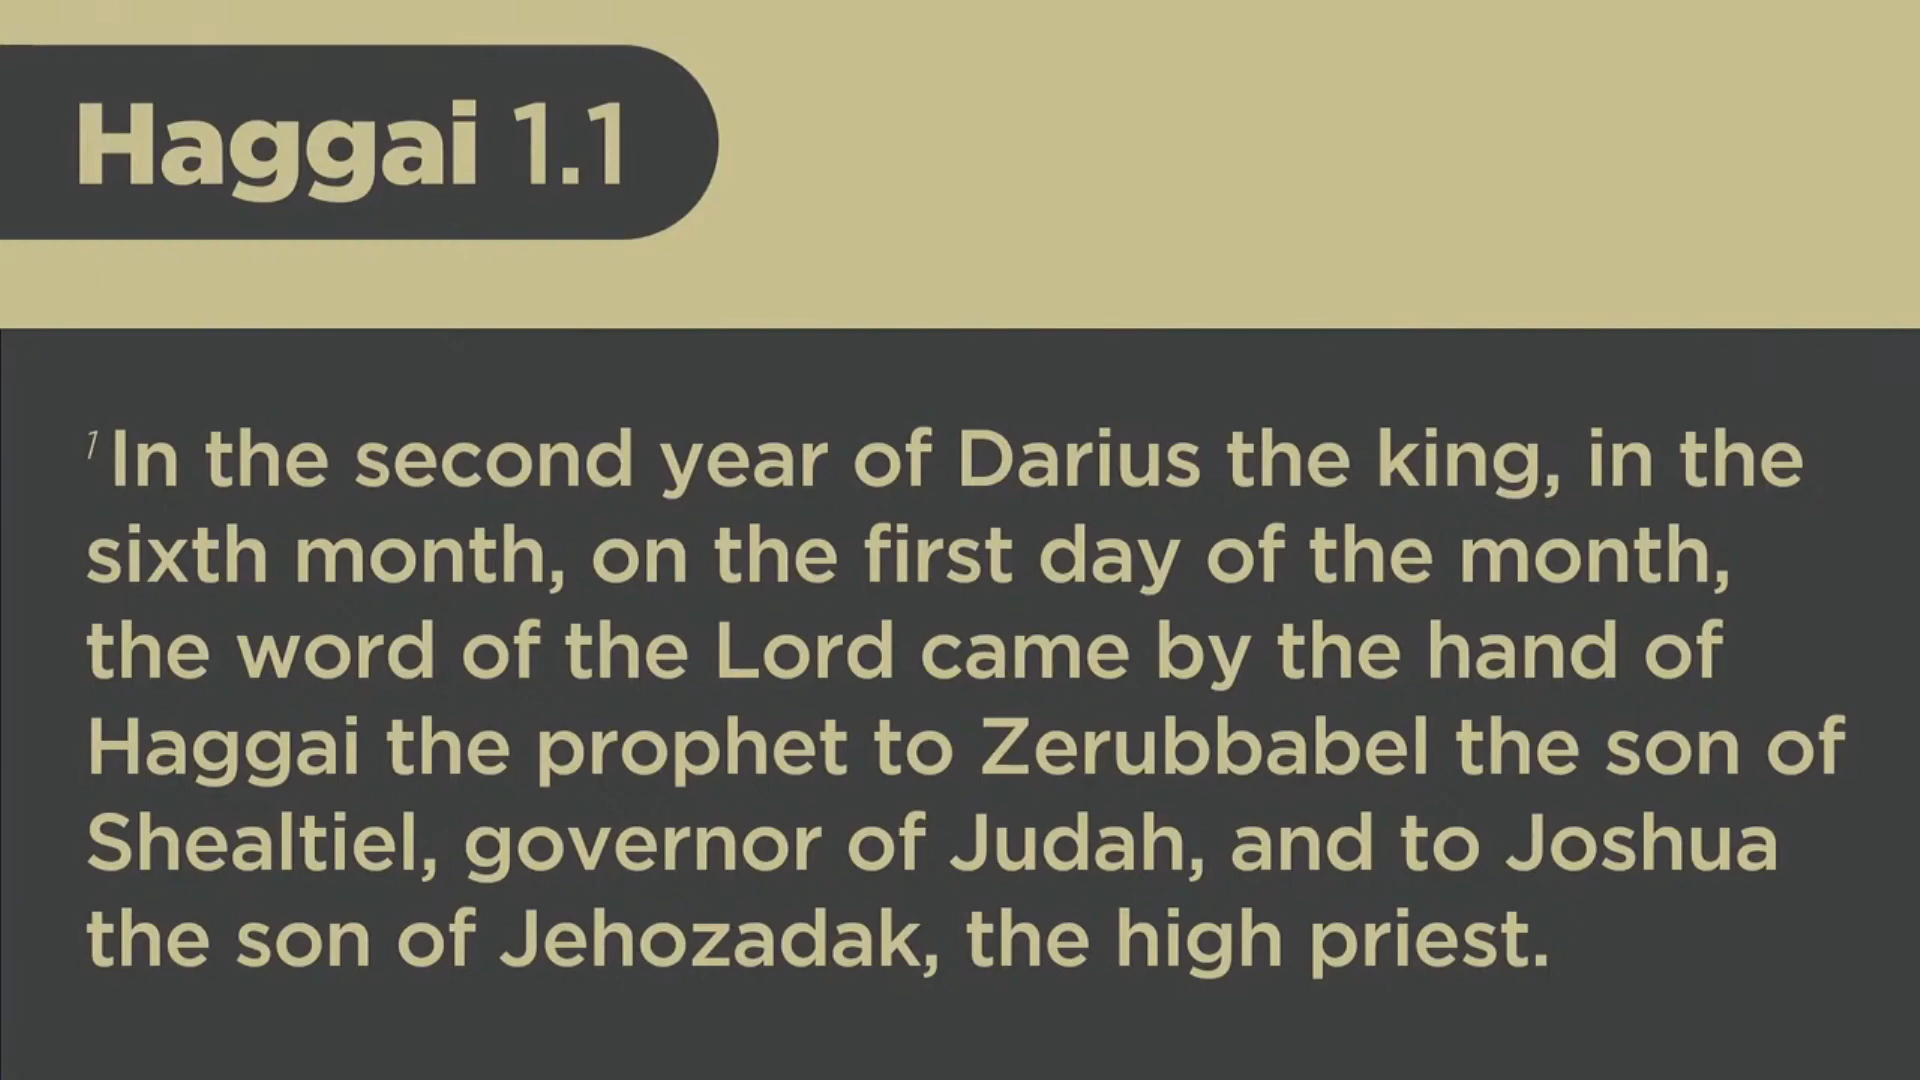 Haggai 1.1
1 In the second year of Darius the king, in the
sixth month, on the first day of the month,
the word of the Lord came by the hand of
Haggai the prophet to Zerubbabel the son of
Shealtiel, governor of Judah, and to Joshua
the son of Jehozadak, the high priest.